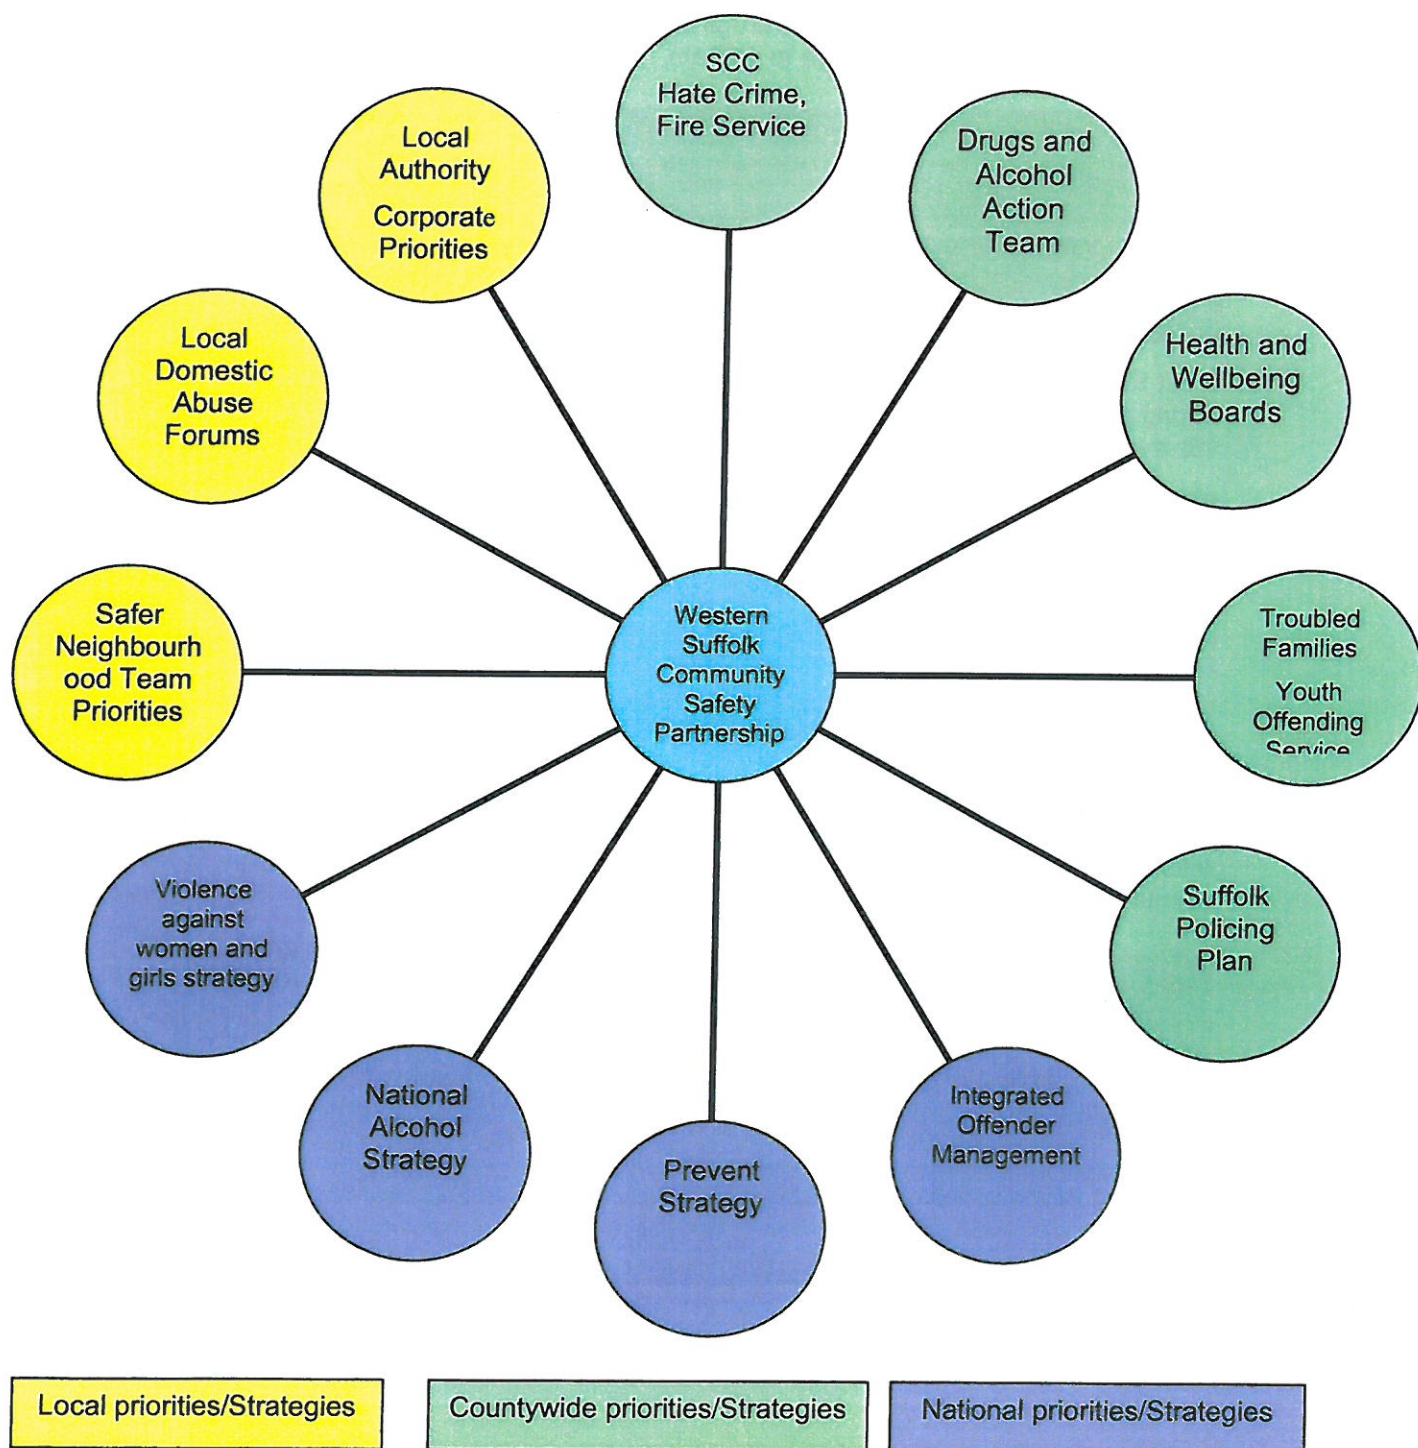 SCC
Hate Crime,
Fire Service
Local
Authority
Corporate
Priorities
Drugs and
Alcohol
Action
Team
Local
Domestic
Abuse
Forums
Health and
Wellbeing
Boards
Safer
Neighbourh
ood Team
Priorities
Western
Suffolk
Community
Safety
Partnership
Troubled
Families
Youth
Offending
Service
Violence
against
women and
girls strategy
Suffolk
Policing
Plan
National
Alcohol
Strategy
Prevent
Strategy
Integrated
Offender
Management
Local priorities/Strategies
Countywide priorities/Strategies
National priorities/Strategies